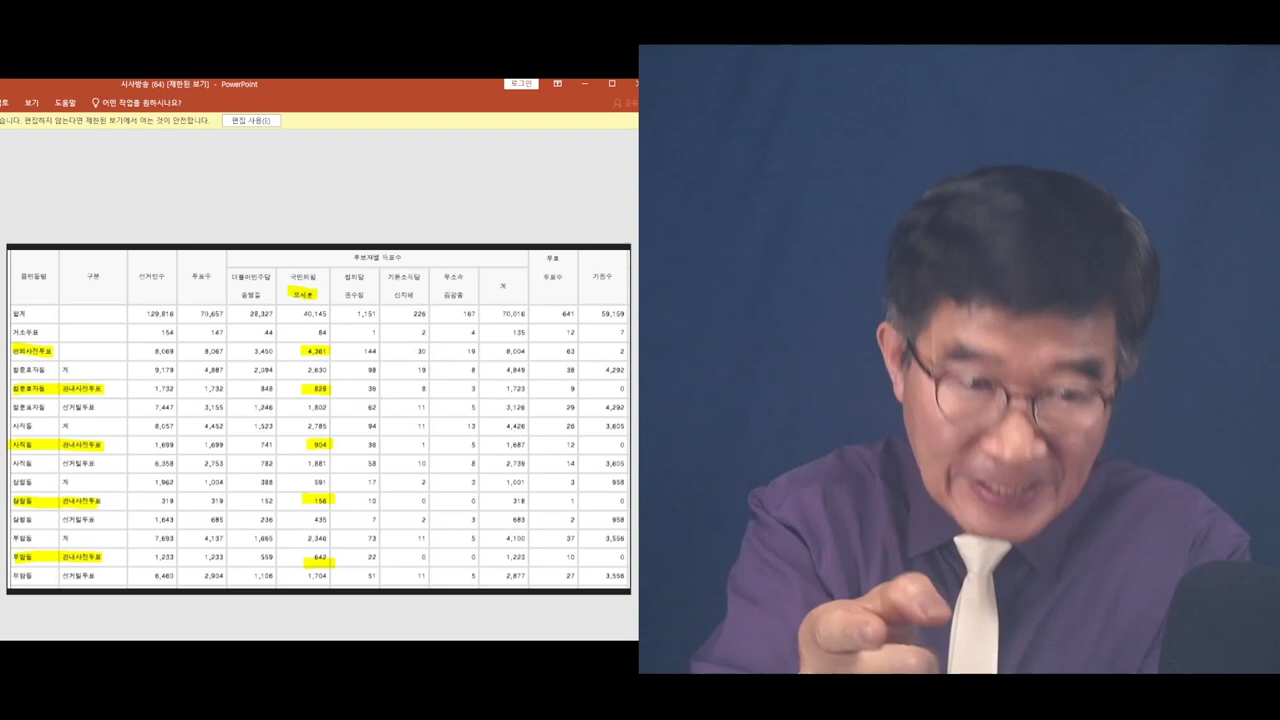 시사방송 (64) [제한된 보기] - PowerPoint 로그인
보기 도움말 어떤 작업을 원하시나요?
습니다. 편집하지 않는다면 제한된 보기에서 여는 것이 안전합니다. 편집 사용(E)
후보자별 득표수
읍면동명 구분 선거인수 투표수 더불어민주당 송영길 국민의힘 오세훈 정의당 권수정 기본소득당 신지혜 무소속 김광종 계 무효 투표수 기권수
합계 129,816 70,657 28,327 40,145 1,151 226 167 70,016 641 59,159
거소투표 154 147 44 84 1 2 4 135 12 7
관외사전투표 8,069 8,067 3,450 4,361 144 30 19 8,004 63 2
청운효자동 계 9,179 4,887 2,094 2,630 98 19 8 4,849 38 4,292
청운효자동 관내사전투표 1,732 1,732 848 828 36 8 3 1,723 9 0
청운효자동 선거일투표 7,447 3,155 1,246 1,802 62 11 5 3,126 29 4,292
사직동 계 8,057 4,452 1,523 2,785 94 11 13 4,426 26 3,605
사직동 관내사전투표 1,699 1,699 741 904 36 1 5 1,687 12 0
사직동 선거일투표 6,358 2,753 782 1,881 58 10 8 2,739 14 3,605
삼청동 계 1,962 1,004 388 591 17 2 3 1,001 3 958
삼청동 관내사전투표 319 319 152 156 10 0 0 318 1 0
삼청동 선거일투표 1,643 685 236 435 7 2 3 683 2 958
부암동 계 7,693 4,137 1,665 2,346 73 11 5 4,100 37 3,556
부암동 관내사전투표 1,233 1,233 559 642 22 0 0 1,223 10 0
부암동 선거일투표 6,460 2,904 1,106 1,704 51 11 5 2,877 27 3,556